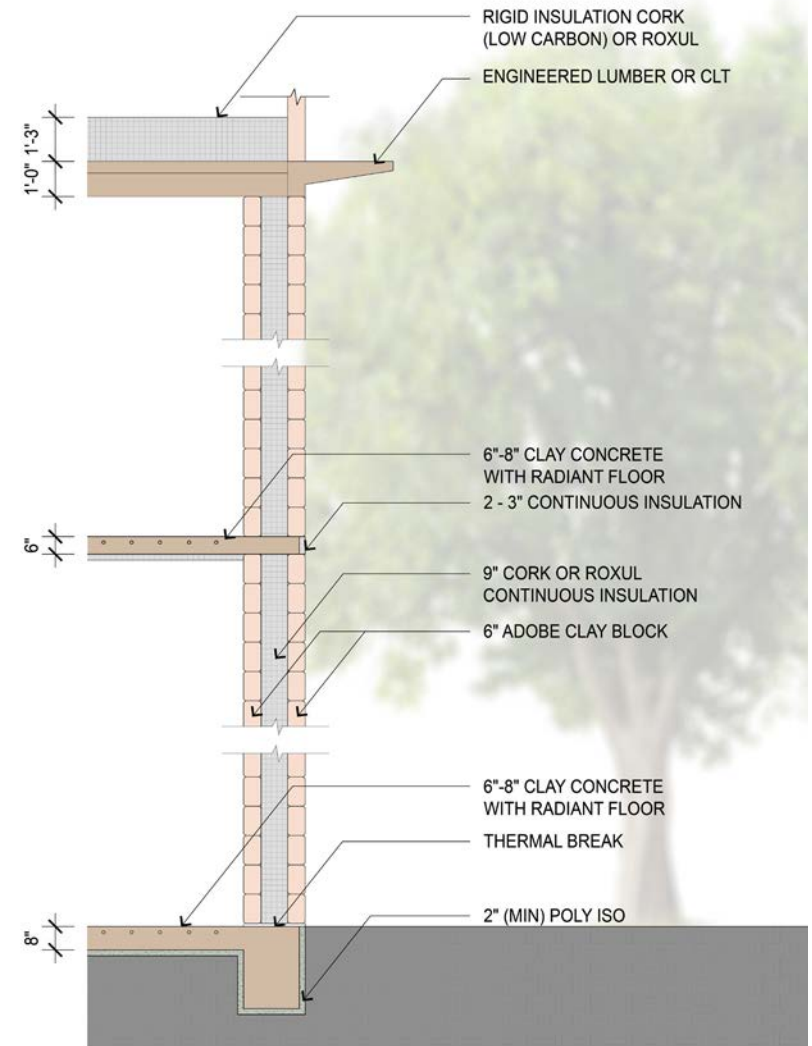 RIGID INSULATION CORK
(LOW CARBON) OR ROXUL
ENGINEERED LUMBER OR CLT
1'-3"
1'-0"
6"-8" CLAY CONCRETE
WITH RADIANT FLOOR
2 - 3" CONTINUOUS INSULATION
6"
9" CORK OR ROXUL
CONTINUOUS INSULATION
6" ADOBE CLAY BLOCK
6"-8" CLAY CONCRETE
WITH RADIANT FLOOR
THERMAL BREAK
2" (MIN) POLY ISO
8"